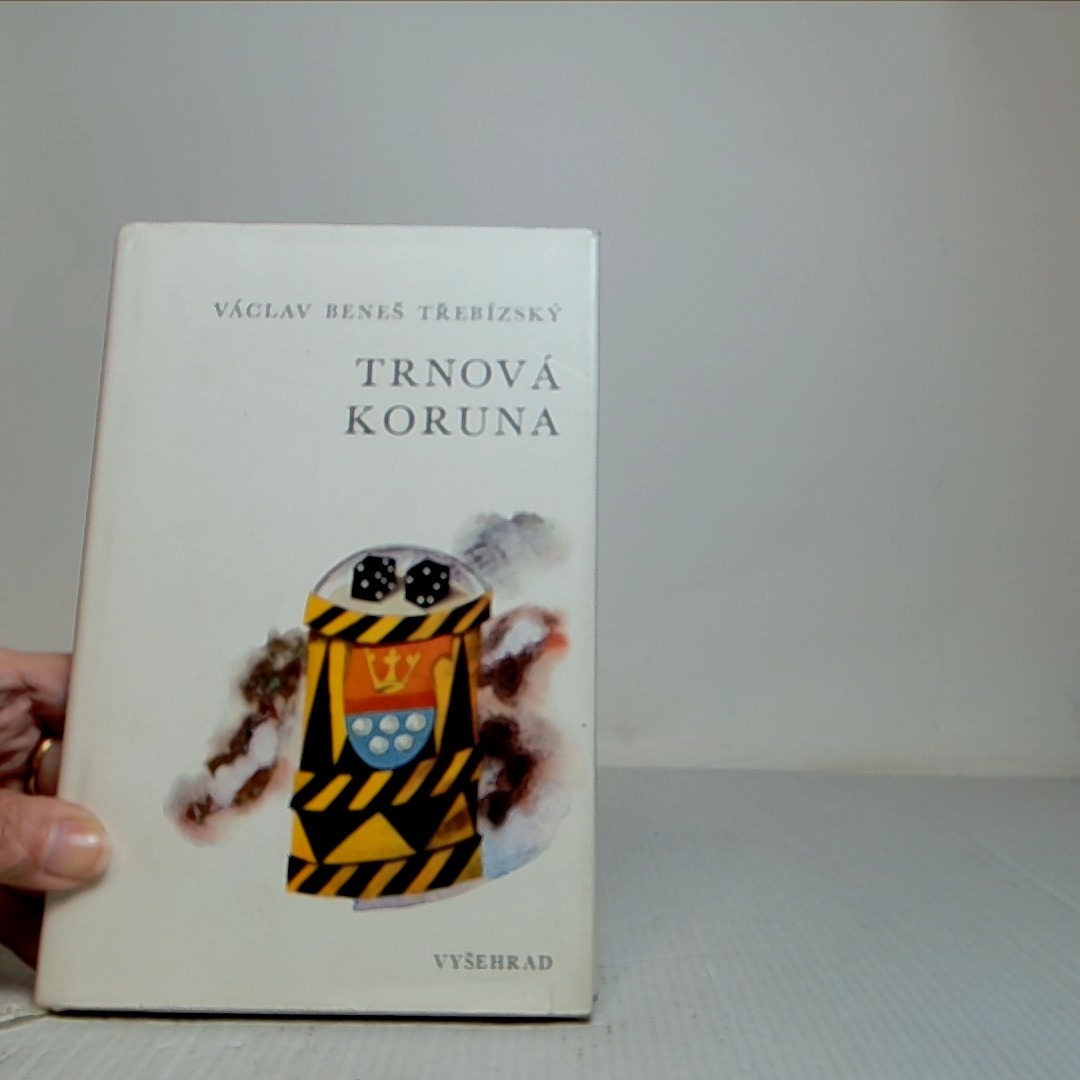 VÁCLAV BENEŠ TŘEBÍZSKÝ
TRNOVÁ
KORUNA
VYŠEHRAD